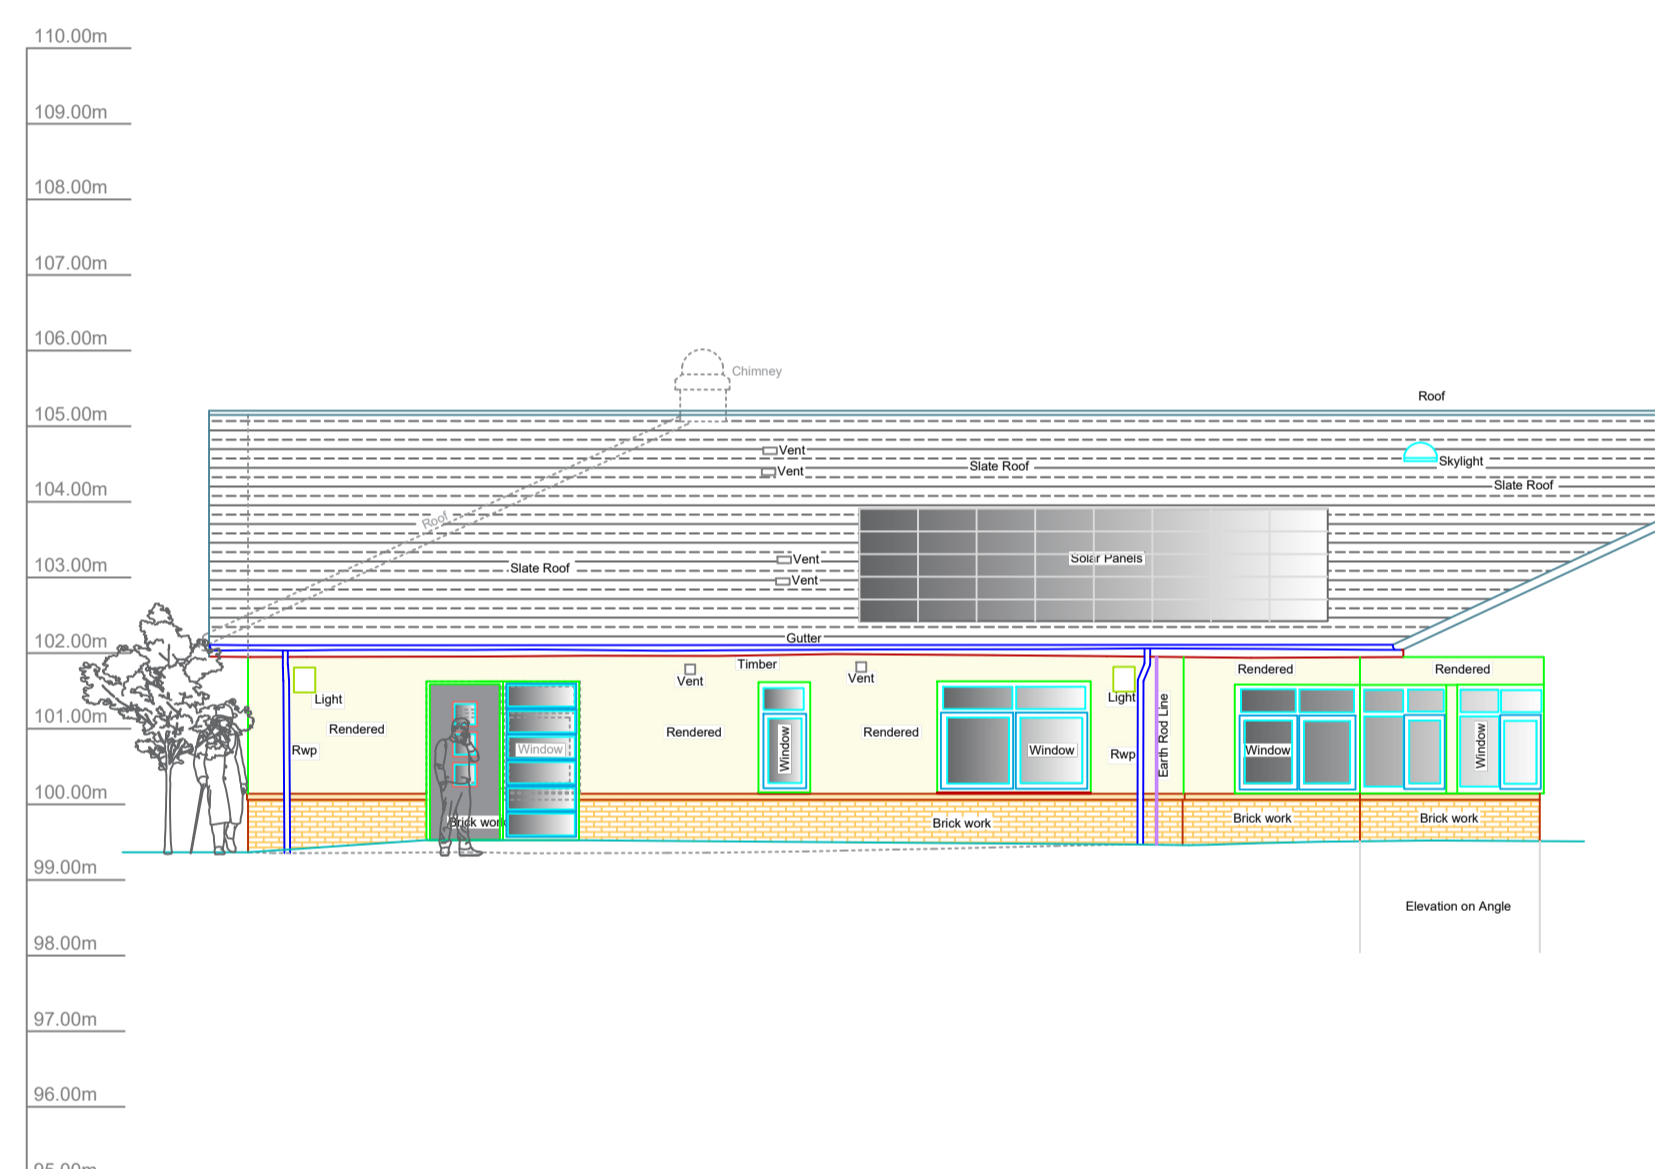 110.00m
109.00m
108.00m
107.00m
106.00m
Chimney
Roof
105.00m
Vent
Slate Roof
Skylight
Vent
104.00m
Slate Roof
Roof
103.00m
Vent
Solar Panels
Slate Roof
Vent
102.00m
Gutter
Timber
Rendered
Rendered
Vent
Vent
Light
Light
101.00m
Rendered
Rendered
Rendered
Rwp
Window
Window
Window
Rwp
Earth Rod Line
Window
Window
100.00m
Brick work
Brick work
Brick work
Brick work
99.00m
Elevation on Angle
98.00m
97.00m
96.00m
95.00m